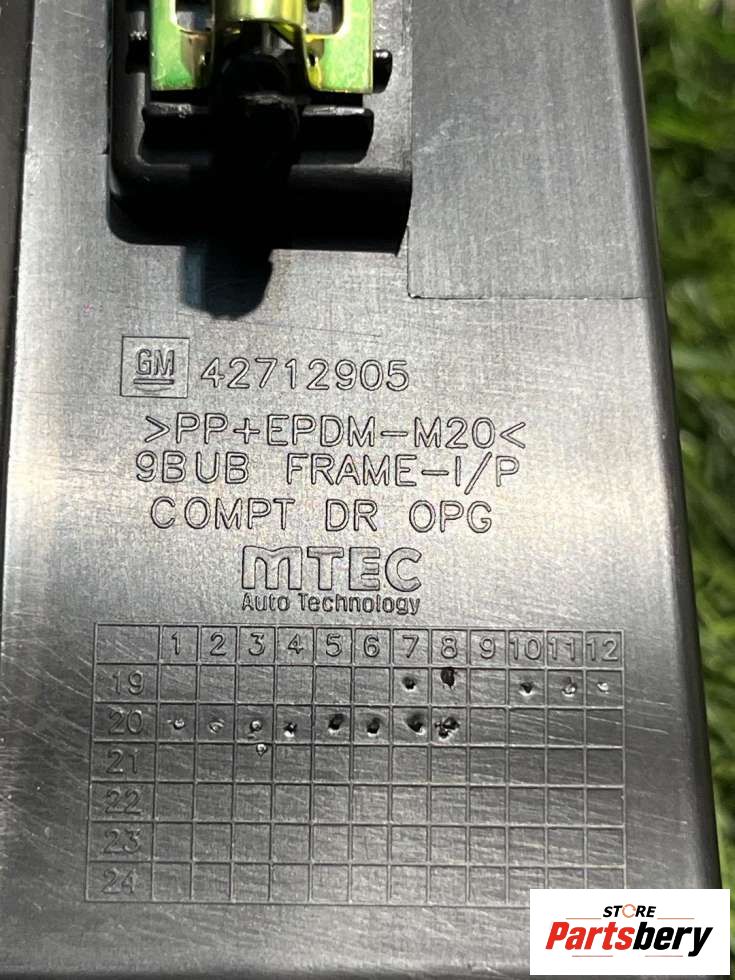 GM 42712905
>PP+EPDM-M20<
9BUB FRAME-I/P
COMPT DR OPG
MTEC
Auto Technology
1 2 3 4 5 6 7 8 9 10 11 12
19
20
21
22
23
24
STORE
Partsbery